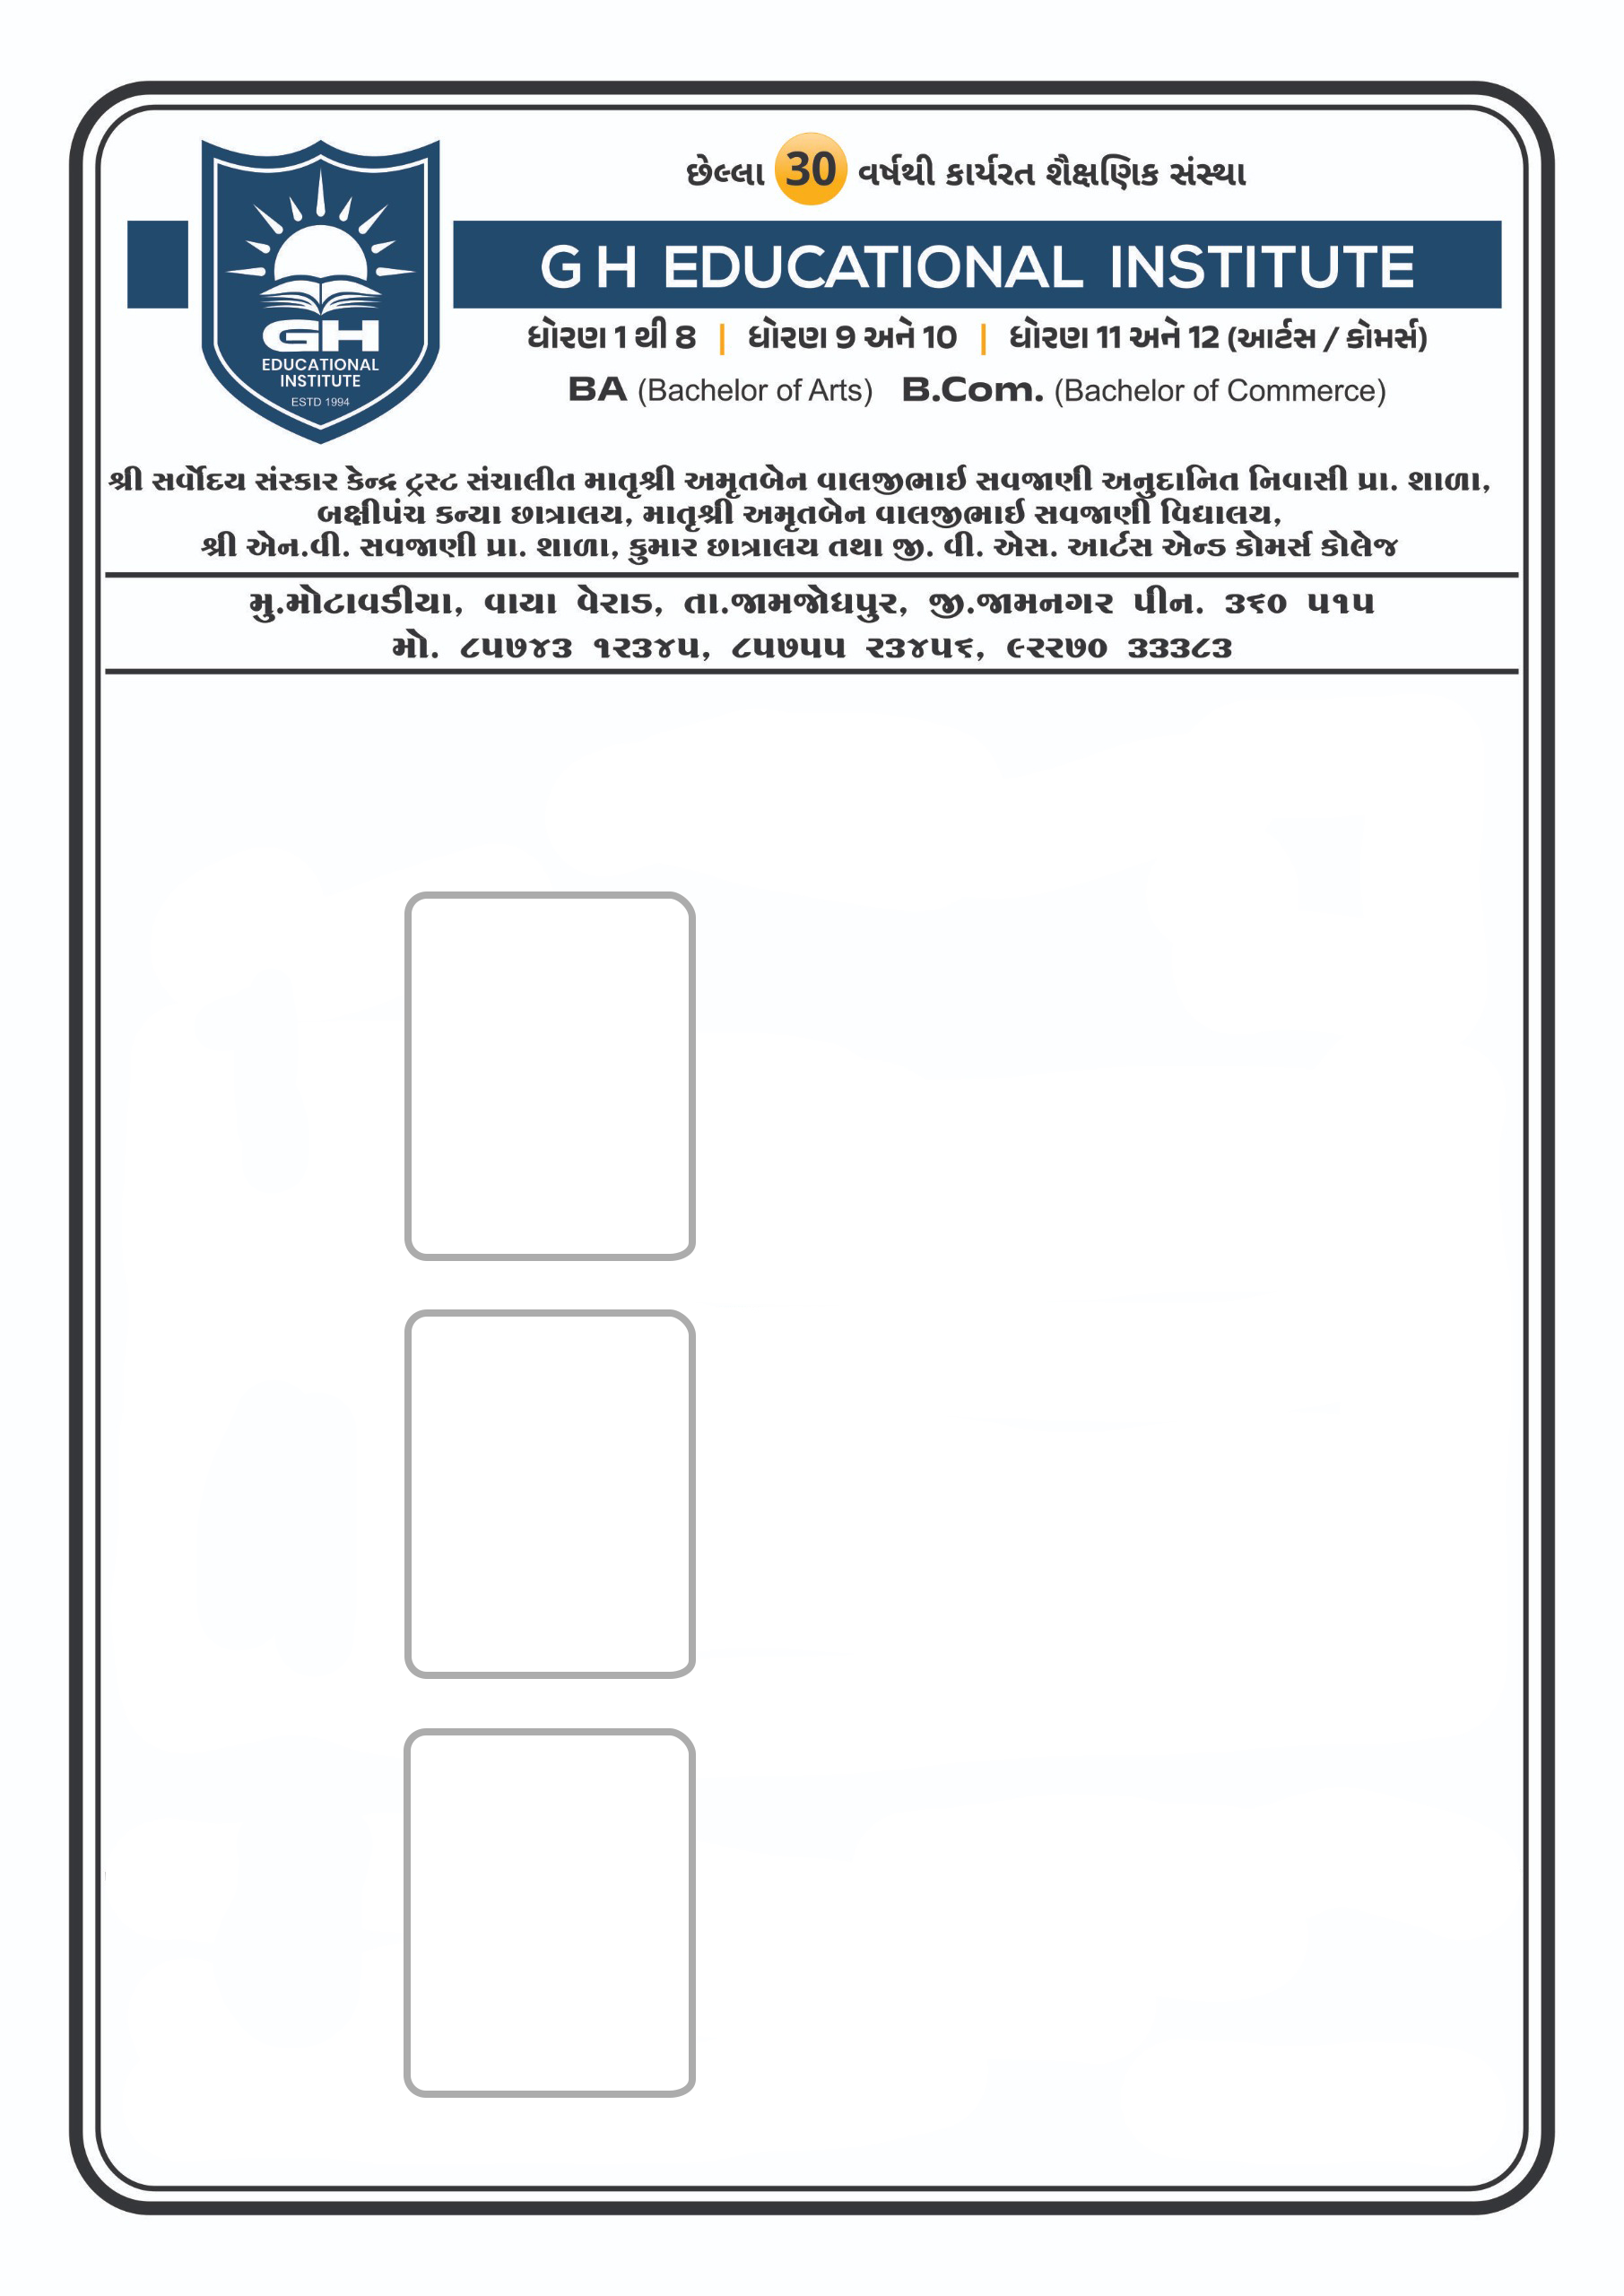 છેલ્લા 30 વર્ષથી કાર્યરત શૈક્ષણિક સંસ્થા
G H EDUCATIONAL INSTITUTE
GH
EDUCATIONAL
INSTITUTE
ESTD 1994
ધોરણ 1 થી 8 | ધોરણ 9 અને 10 | ધોરણ 11 અને 12 (આર્ટસ / કોમર્સ)
BA (Bachelor of Arts) B.Com. (Bachelor of Commerce)
શ્રી સર્વોદય સંસ્કાર કેન્દ્ર ટ્રસ્ટ સંચાલીત માતૃશ્રી અમૃતબેન વાલજીભાઈ સવજાણી અનુદાનિત નિવાસી પ્રા. શાળા,
બક્ષીપંચ કન્યા છાત્રાલય, માતૃશ્રી અમૃતબેન વાલજીભાઈ સવજાણી વિદ્યાલય,
શ્રી એન.વી. સવજાણી પ્રા. શાળા, કુમાર છાત્રાલય તથા જી. વી. એસ. આર્ટસ એન્ડ કોમર્સ કોલેજ
મુ.મોટાવડીયા, વાયા વેરાડ, તા.જામજોધપુર, જી.જામનગર પીન. ૩૬૦ ૫૧૫
મો. ૮૫૭૪૩ ૧૨૩૪૫, ૮૫૭૫૫ ૨૩૪૫૬, ૯૨૨૭૦ ૩૩૩૮૩